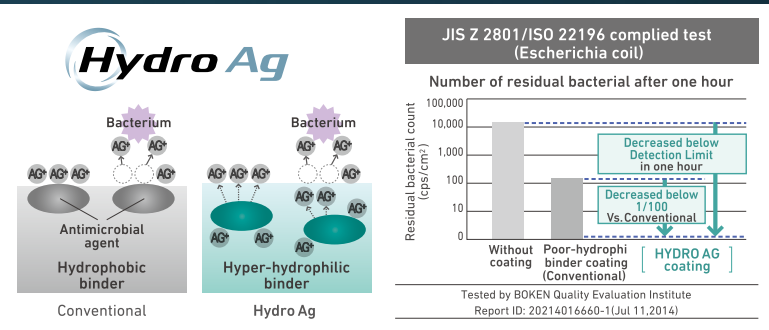 Hydro Ag
Bacterium
AG+ AG+
AG+ AG+ AG+ AG+
Antimicrobial
agent
Hydrophobic
binder
Conventional
Bacterium
AG+ AG+
AG+ AG+ AG+
AG+ AG+
AG+
AG+ AG+
AG+
Hyper-hydrophilic
binder
Hydro Ag
JIS Z 2801/ISO 22196 complied test
(Escherichia coil)
Number of residual bacterial after one hour
Residual bacterial count
(cps/cm²)
100,000
10,000
1,000
100
10
0
Decreased below
Detection Limit
in one hour
Decreased below
1/100
Vs.Conventional
Without
coating
Poor-hydrophi
binder coating
(Conventional)
[ HYDRO AG
coating ]
Tested by BOKEN Quality Evaluation Institute
Report ID: 20214016660-1(Jul 11,2014)